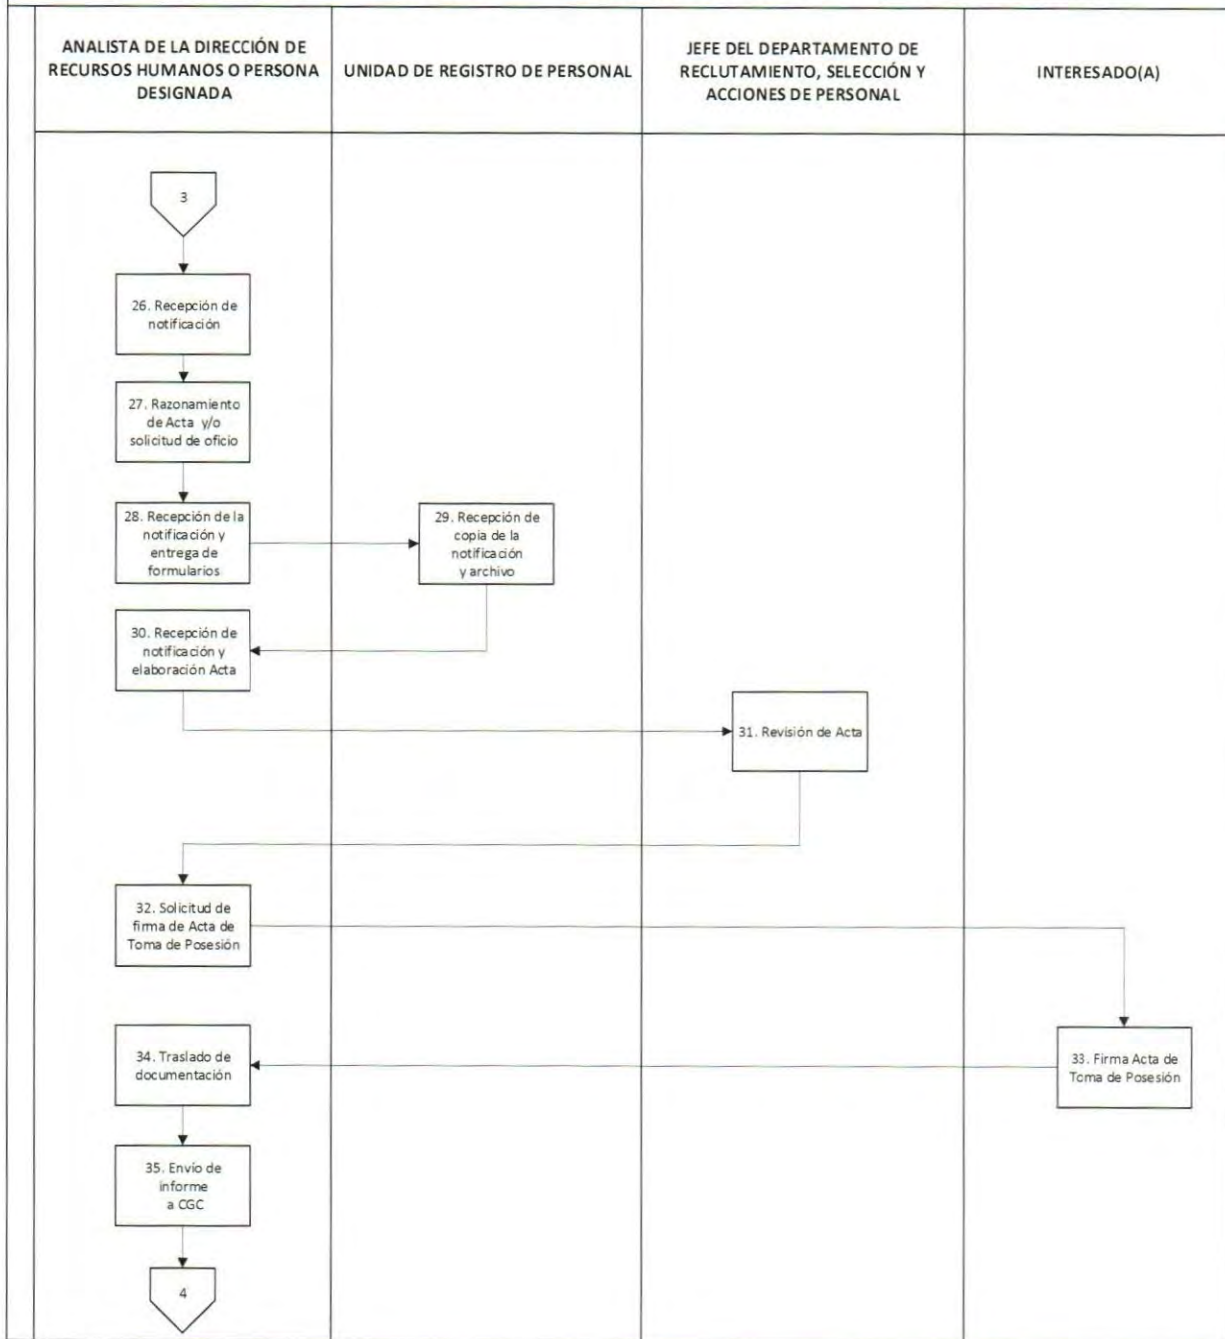 ANALISTA DE LA DIRECCIÓN DE
RECURSOS HUMANOS O PERSONA
DESIGNADA
UNIDAD DE REGISTRO DE PERSONAL
JEFE DEL DEPARTAMENTO DE
RECLUTAMIENTO, SELECCIÓN Y
ACCIONES DE PERSONAL
INTERESADO(A)
3
26. Recepción de
notificación
27. Razonamiento
de Acta y/o
solicitud de oficio
28. Recepción de la
notificación y
entrega de
formularios
29. Recepción de
copia de la
notificación
y archivo
30. Recepción de
notificación y
elaboración Acta
31. Revisión de Acta
32. Solicitud de
firma de Acta de
Toma de Posesión
33. Firma Acta de
Toma de Posesión
34. Traslado de
documentación
35. Envío de
informe
a CGC
4